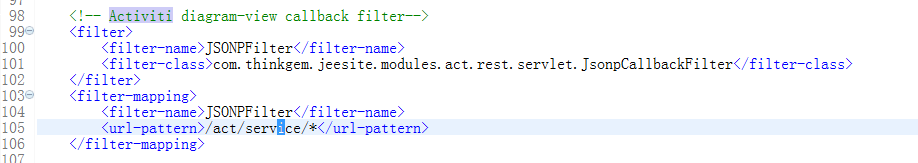 98 <!-- Activiti diagram-view callback filter-->
99 <filter>
100 <filter-name>JSONPFilter</filter-name>
101 <filter-class>com.thinkgem.jeesite.modules.act.rest.servlet.JsonpCallbackFilter</filter-class>
102 </filter>
103 <filter-mapping>
104 <filter-name>JSONPFilter</filter-name>
105 <url-pattern>/act/service/*</url-pattern>
106 </filter-mapping>